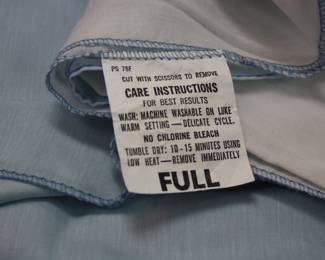 PS 78F
CUT WITH SCISSORS TO REMOVE
CARE INSTRUCTIONS
FOR BEST RESULTS
WASH: MACHINE WASHABLE ON LUKE
WARM SETTING—DELICATE CYCLE.
NO CHLORINE BLEACH
TUMBLE DRY: 10-15 MINUTES USING
LOW HEAT—REMOVE IMMEDIATELY
FULL